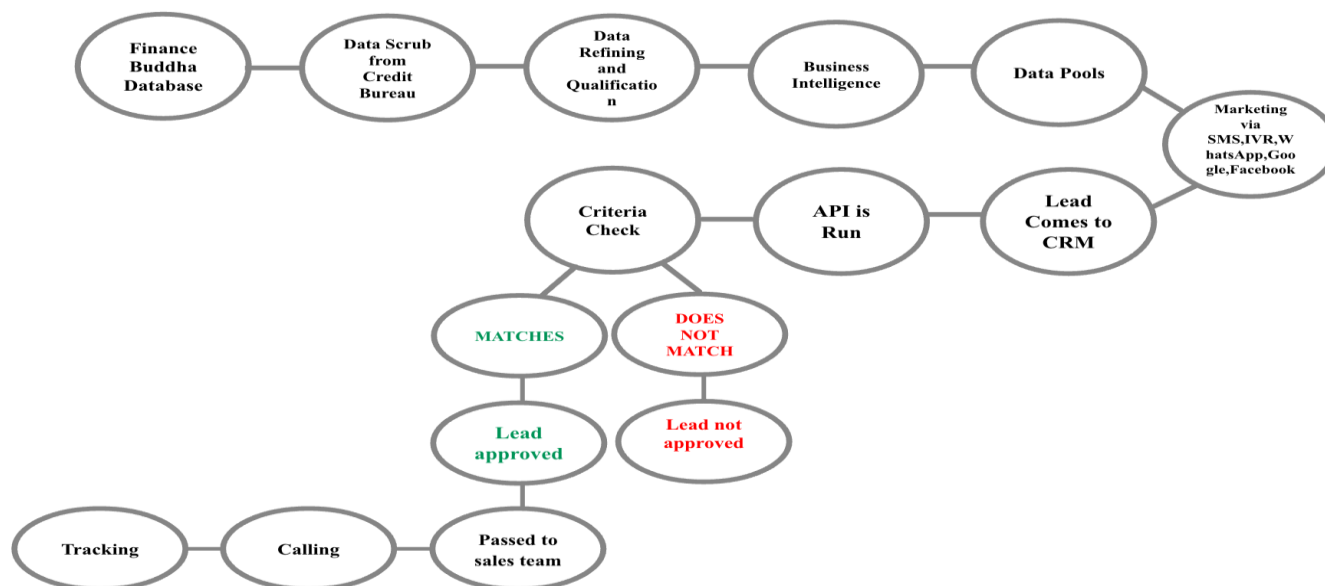 Finance
Buddha
Database
Data Scrub
from
Credit
Bureau
Data
Refining
and
Qualificatio
n
Business
Intelligence
Data Pools
Marketing
via
SMS,IVR,W
hatsApp,Goo
gle,Facebook
Lead
Comes to
CRM
API is
Run
Criteria
Check
MATCHES
DOES
NOT
MATCH
Lead
approved
Lead not
approved
Passed to
sales team
Calling
Tracking